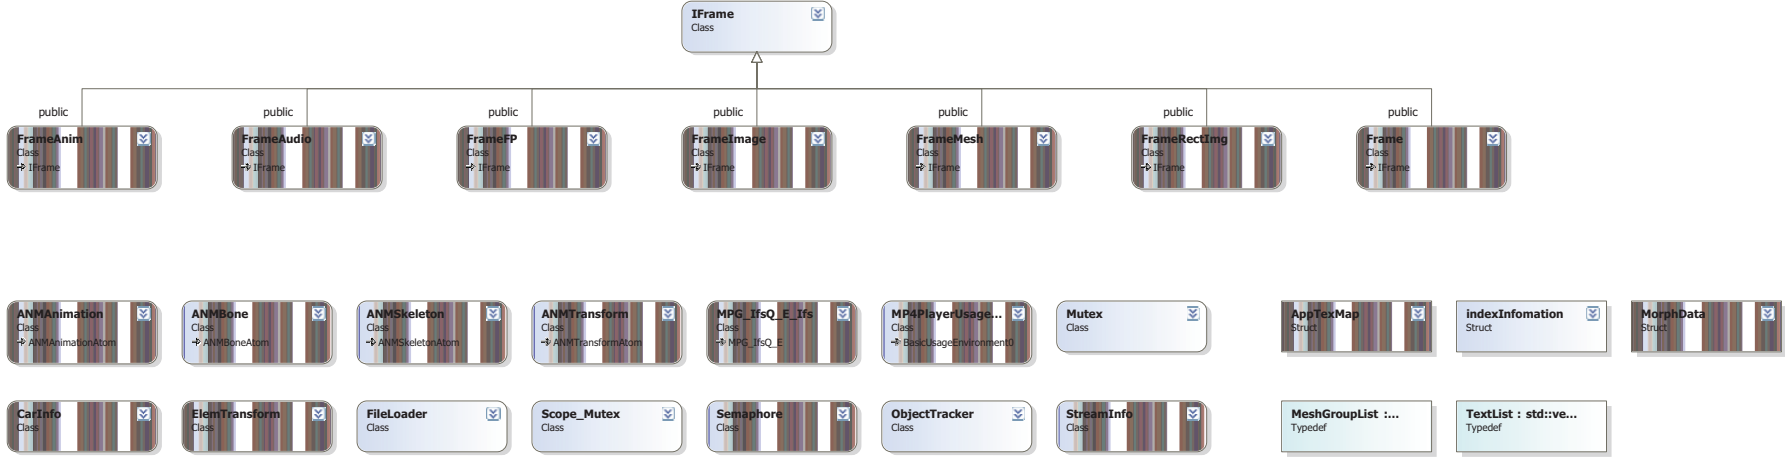 IFrame
Class
public
public
public
public
public
public
public
FrameAnim
Class
IFrame
FrameAudio
Class
IFrame
FrameFP
Class
IFrame
FrameImage
Class
IFrame
FrameMesh
Class
IFrame
FrameRectImg
Class
IFrame
Frame
Class
IFrame
ANMAnimation
Class
ANMAnimationAtom
ANMBone
Class
ANMBoneAtom
ANMSkeleton
Class
ANMSkeletonAtom
ANMTransform
Class
ANMTransformAtom
MPG_IfsQ_E_Ifs
Class
MPG_IfsQ_E
MP4PlayerUsage...
Class
BasicUsageEnvironment0
Mutex
Class
AppTexMap
Struct
indexInfomation
Struct
MorphData
Struct
CarInfo
Class
ElemTransform
Class
FileLoader
Class
Scope_Mutex
Class
Semaphore
Class
ObjectTracker
Class
StreamInfo
Class
MeshGroupList :...
Typedef
TextList : std::ve...
Typedef